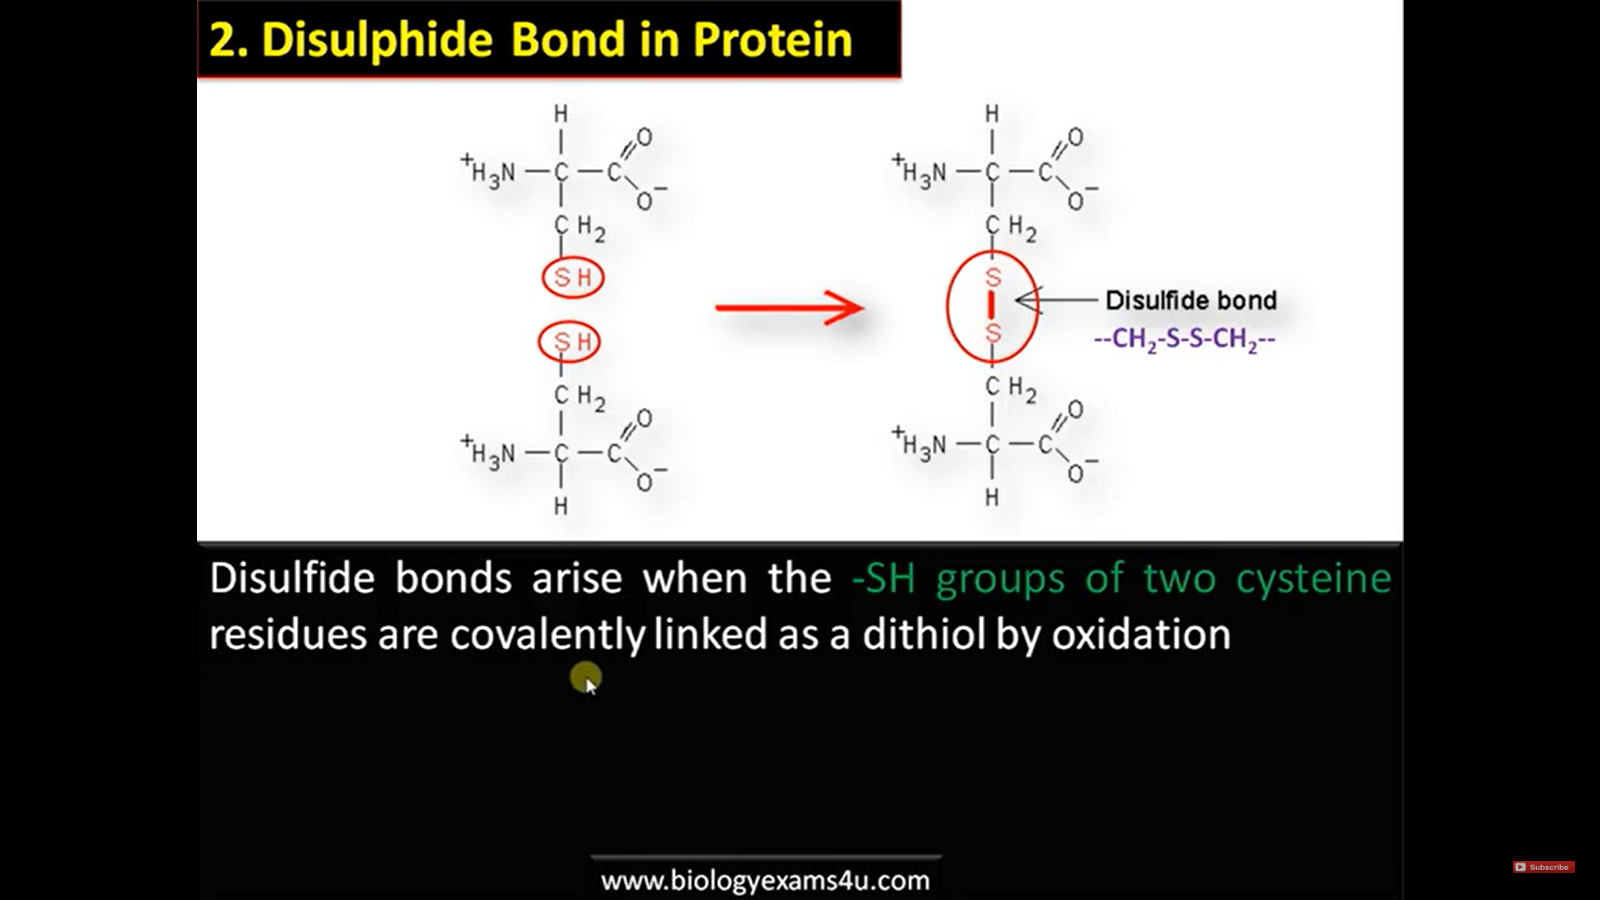 2. Disulphide Bond in Protein
H
H
+H3N — C — C
O
O−
+H3N — C — C
O
O−
CH2
CH2
SH
S
Disulfide bond
SH
S
--CH2-S-S-CH2--
CH2
CH2
+H3N — C — C
O
O−
+H3N — C — C
O
O−
H
H
Disulfide bonds arise when the -SH groups of two cysteine
residues are covalently linked as a dithiol by oxidation
Subscribe
www.biologyexams4u.com